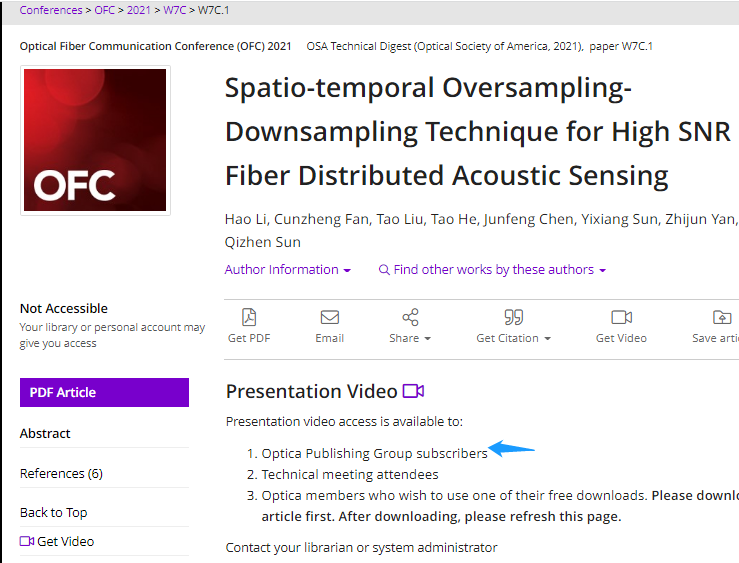 Conferences > OFC > 2021 > W7C > W7C.1
Optical Fiber Communication Conference (OFC) 2021 OSA Technical Digest (Optical Society of America, 2021), paper W7C.1
OFC
Spatio-temporal Oversampling-
Downsampling Technique for High SNR
Fiber Distributed Acoustic Sensing
Hao Li, Cunzheng Fan, Tao Liu, Tao He, Junfeng Chen, Yixiang Sun, Zhijun Yan,
Qizhen Sun
Author Information
Find other works by these authors
Not Accessible
Your library or personal account may
give you access
Get PDF
Email
Share
Get Citation
Get Video
Save
PDF Article
Abstract
References (6)
Back to Top
Get Video
Presentation Video
Presentation video access is available to:
1. Optica Publishing Group subscribers
2. Technical meeting attendees
3. Optica members who wish to use one of their free downloads. Please
article first. After downloading, please refresh this page.
Contact your librarian or system administrator